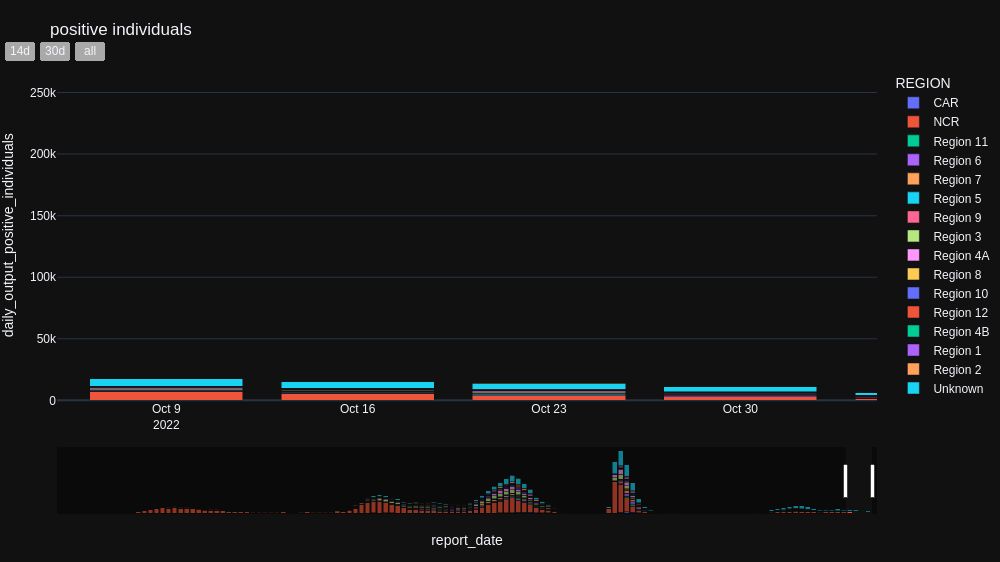 positive individuals
14d 30d all
daily_output_positive_individuals
250k
200k
150k
100k
50k
0
Oct 9
2022
Oct 16
Oct 23
Oct 30
report_date
REGION
CAR
NCR
Region 11
Region 6
Region 7
Region 5
Region 9
Region 3
Region 4A
Region 8
Region 10
Region 12
Region 4B
Region 1
Region 2
Unknown